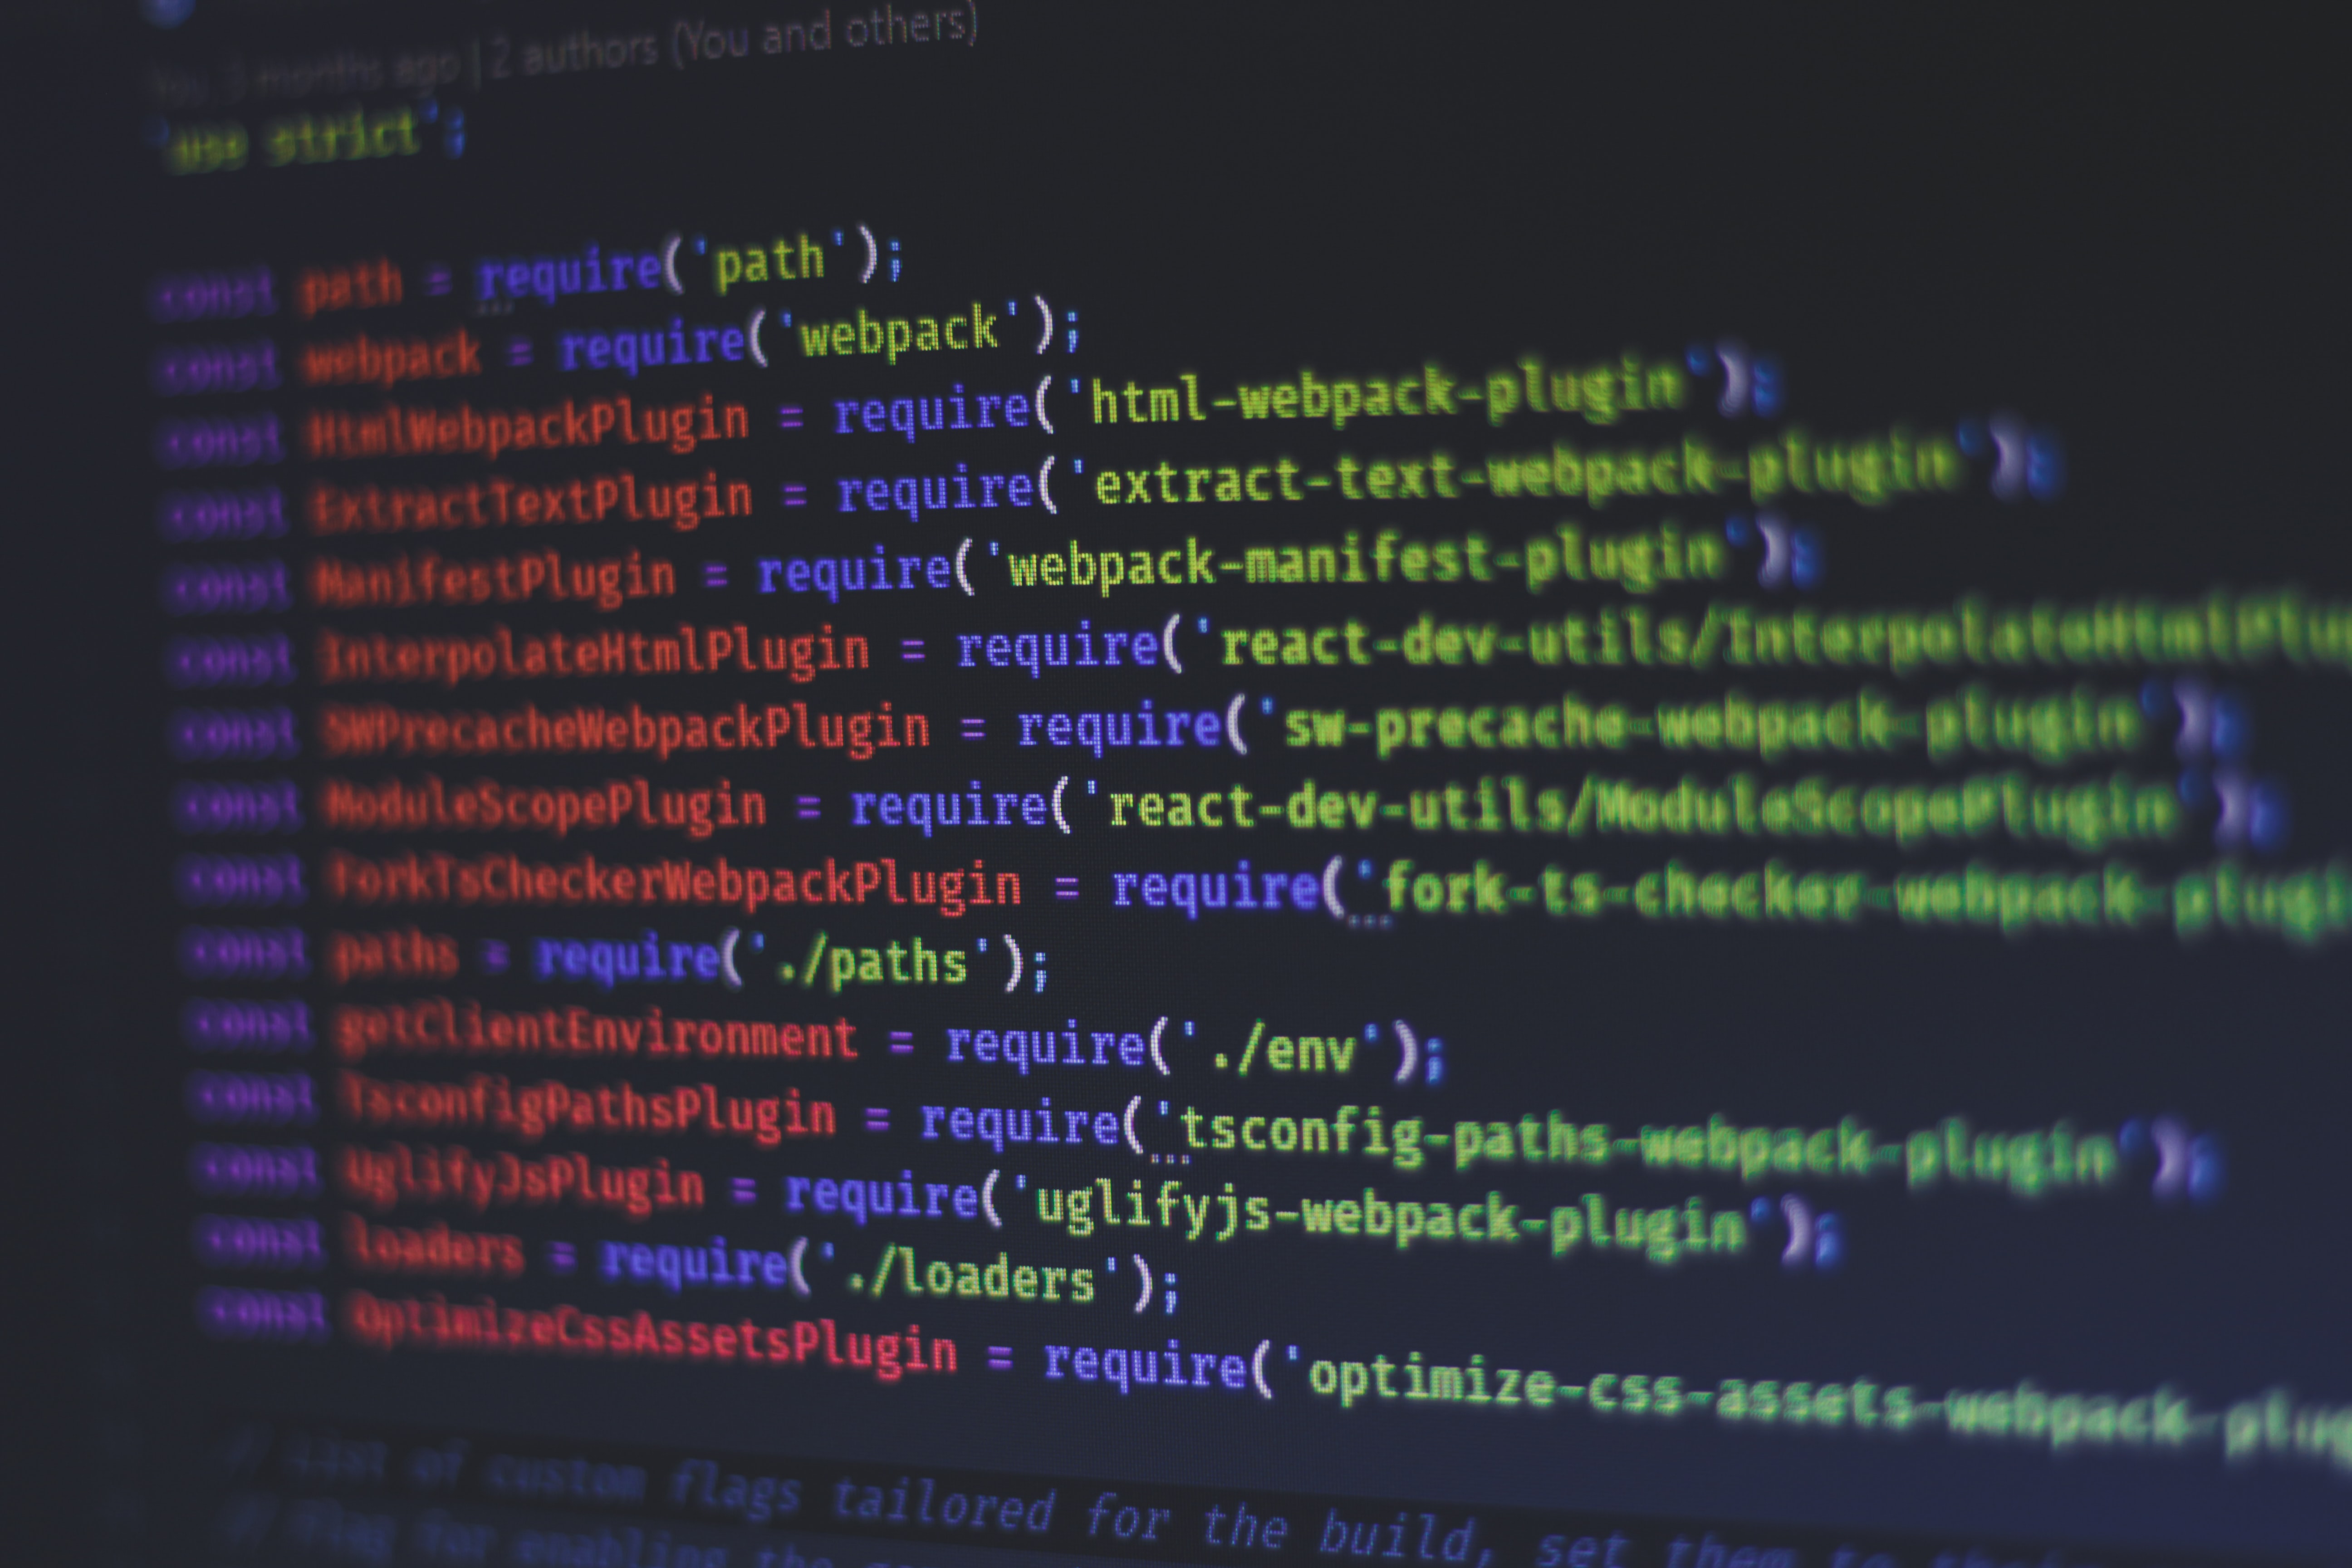 You, 3 months ago | 2 authors (You and others)
'use strict';
const path = require('path');
const webpack = require('webpack');
const HtmlWebpackPlugin = require('html-webpack-plugin');
const ExtractTextPlugin = require('extract-text-webpack-plugin');
const ManifestPlugin = require('webpack-manifest-plugin');
const InterpolateHtmlPlugin = require('react-dev-utils/InterpolateHtmlPlu
const SWPrecacheWebpackPlugin = require('sw-precache-webpack-plugin');
const ModuleScopePlugin = require('react-dev-utils/ModuleScopePlugin');
const ForkTsCheckerWebpackPlugin = require('fork-ts-checker-webpack-plugi
const paths = require('./paths');
const getClientEnvironment = require('./env');
const TsconfigPathsPlugin = require('tsconfig-paths-webpack-plugin');
const UglifyJsPlugin = require('uglifyjs-webpack-plugin');
const loaders = require('./loaders');
const OptimizeCssAssetsPlugin = require('optimize-css-assets-webpack-plug
// List of custom flags tailored for the build, set them to
// Flag for enabling the